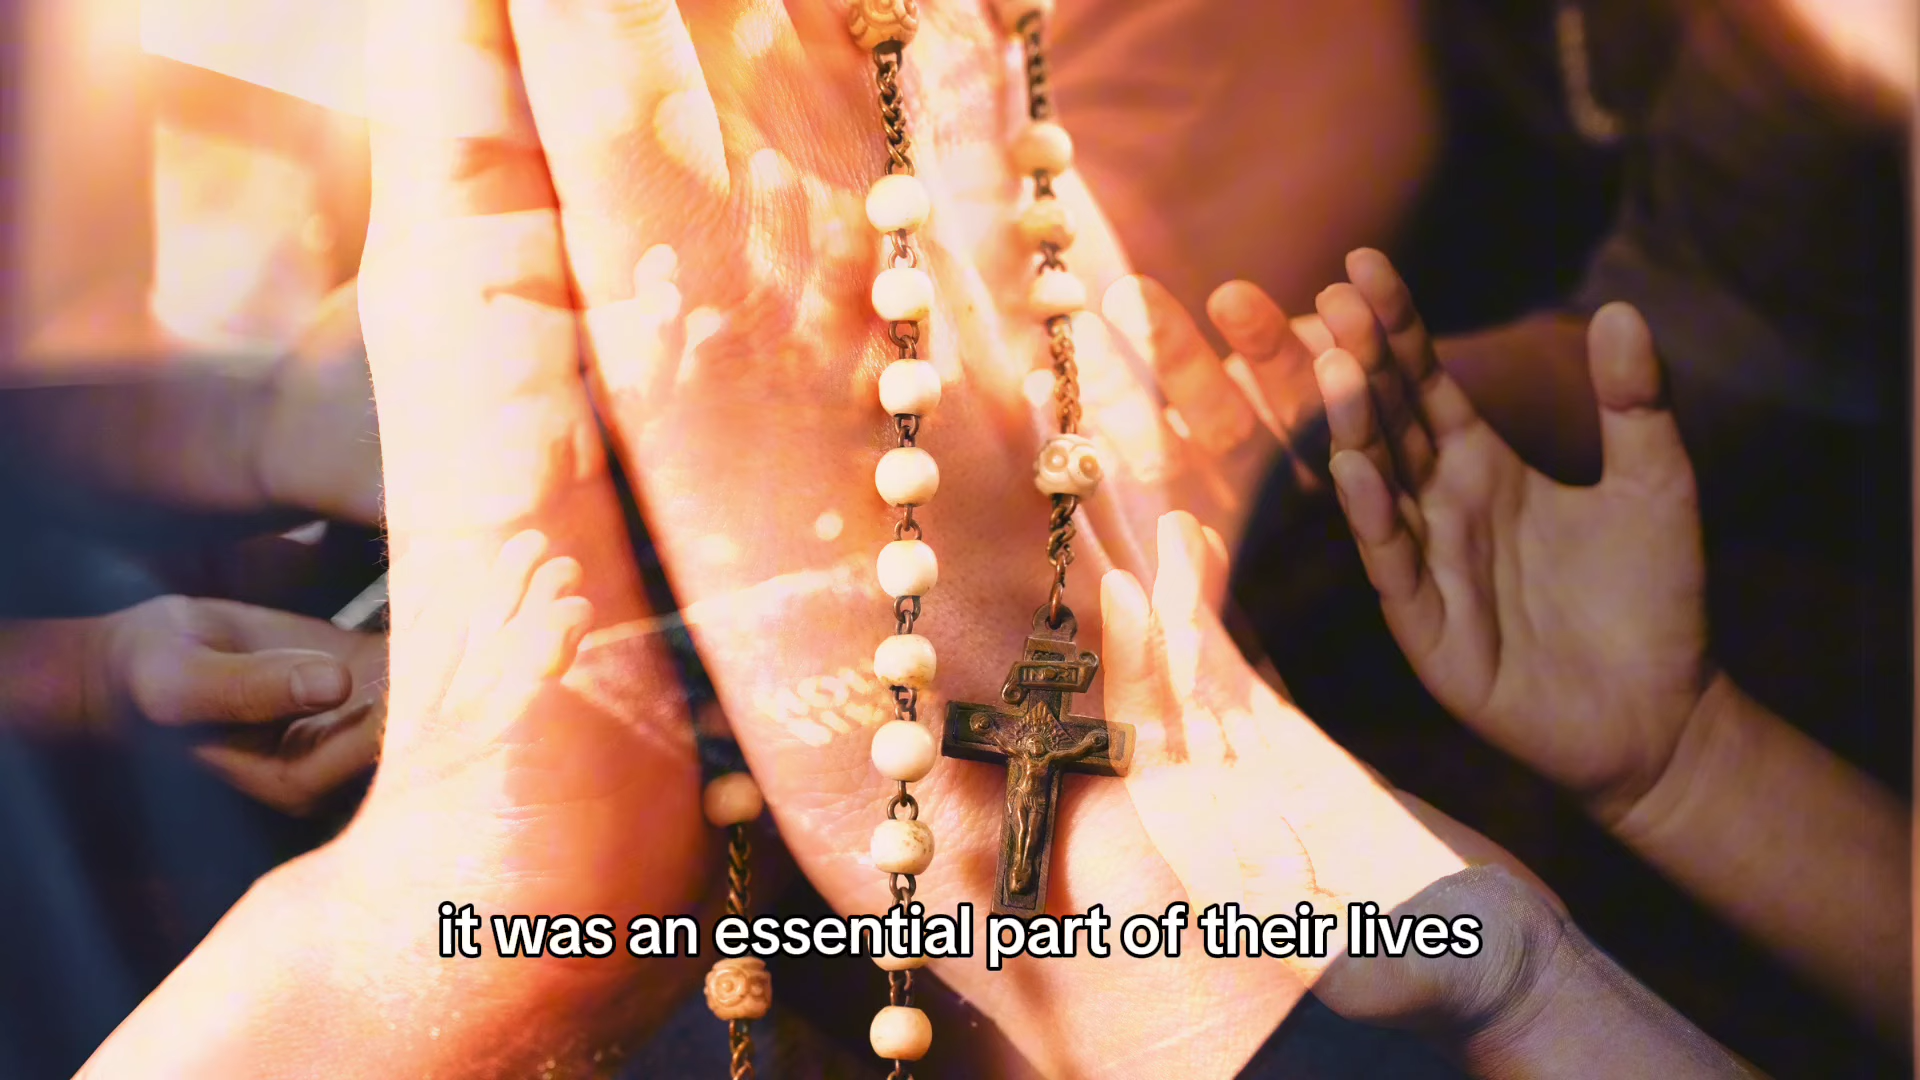 it was an essential part of their lives